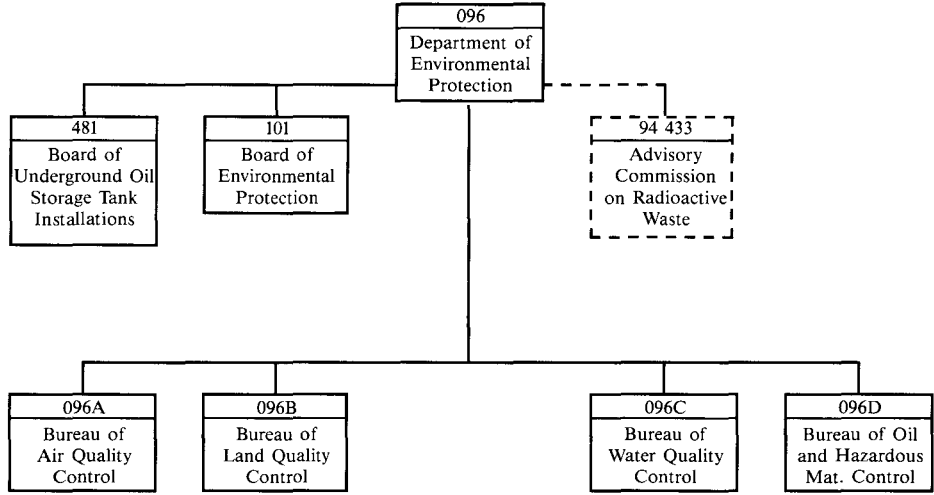 096
Department of
Environmental
Protection
481
Board of
Underground Oil
Storage Tank
Installations
101
Board of
Environmental
Protection
94 433
Advisory
Commission
on Radioactive
Waste
096A
Bureau of
Air Quality
Control
096B
Bureau of
Land Quality
Control
096C
Bureau of
Water Quality
Control
096D
Bureau of Oil
and Hazardous
Mat. Control